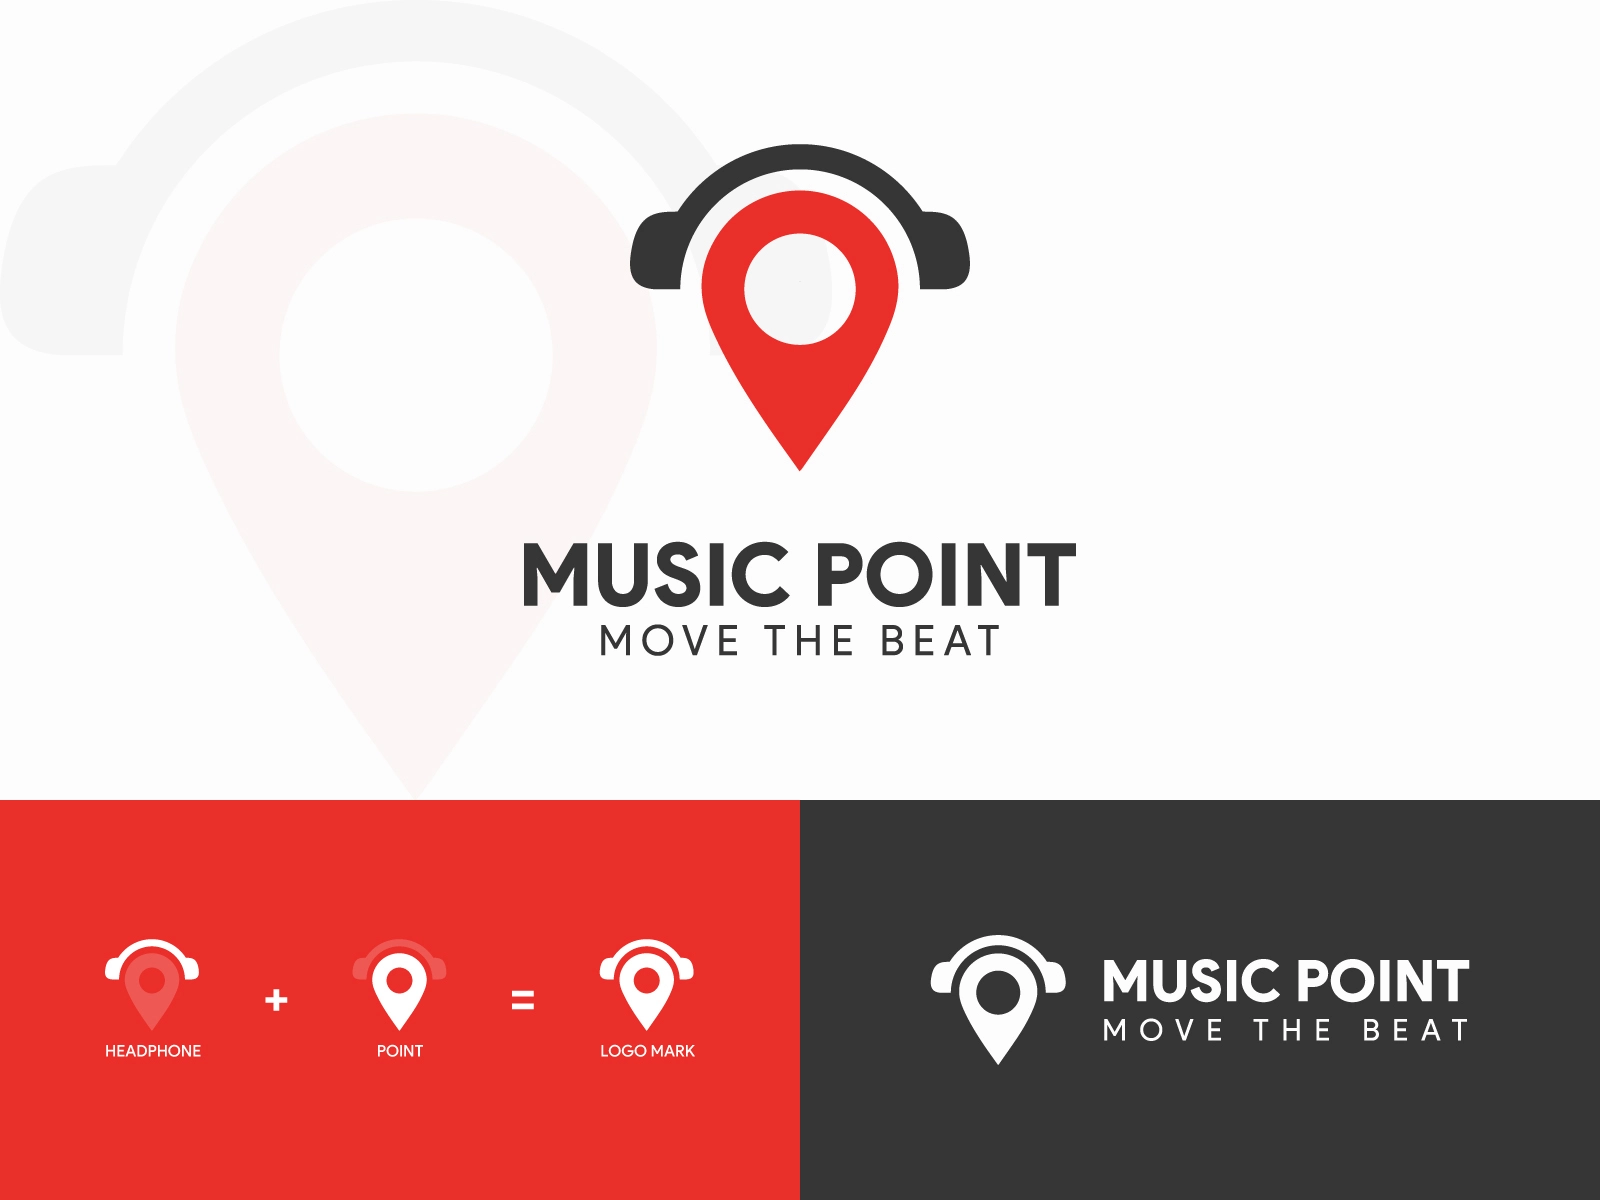 MUSIC POINT
MOVE THE BEAT
HEADPHONE
+
POINT
=
LOGO MARK
MUSIC POINT
MOVE THE BEAT